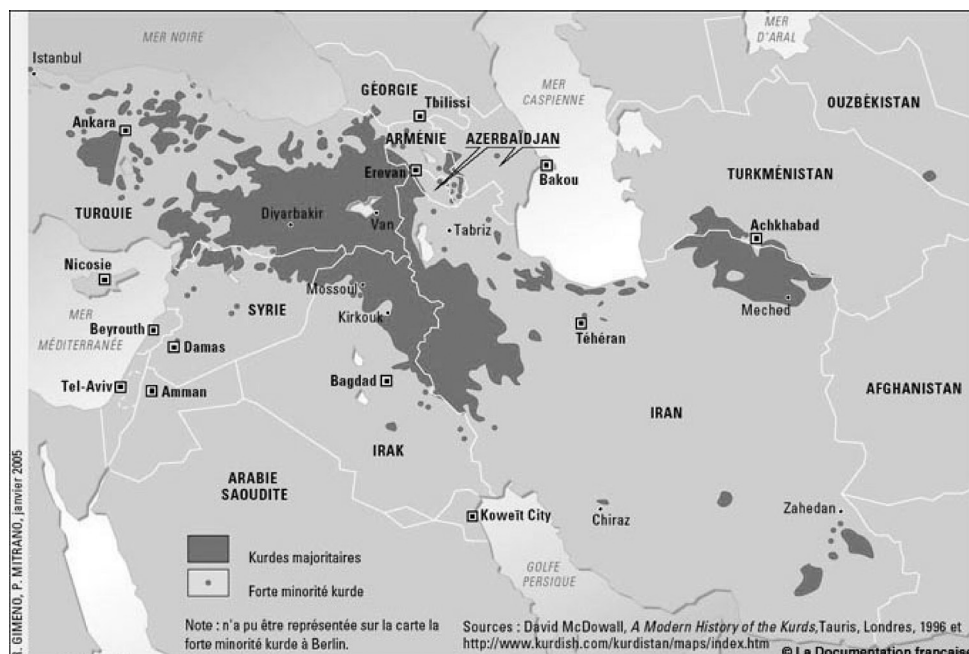 MER NOIRE
MER
D'ARAL
Istanbul
GÉORGIE
Tbilissi
MER
CASPIENNE
OUZBÉKISTAN
Ankara
ARMÉNIE
AZERBAÏDJAN
Erevan
Bakou
TURKMÉNISTAN
TURQUIE
Diyarbakir
Van
Tabriz
Achkhabad
Nicosie
Mossoul
Meched
SYRIE
Kirkouk
MER
MÉDITERRANÉE
Beyrouth
Damas
Téhéran
Tel-Aviv
Amman
Bagdad
AFGHANISTAN
IRAN
IRAK
ARABIE
SAOUDITE
Koweït City
Chiraz
Zahedan
GOLFE
PERSIQUE
Kurdes majoritaires
Forte minorité kurde
Note : n'a pu être représentée sur la carte la
forte minorité kurde à Berlin.
Sources : David McDowall, A Modern History of the Kurds,Tauris, Londres, 1996 et
http://www.kurdish.com/kurdistan/maps/index.htm
© La Documentation française
R. GIMENO, P. MITRANO, janvier 2005